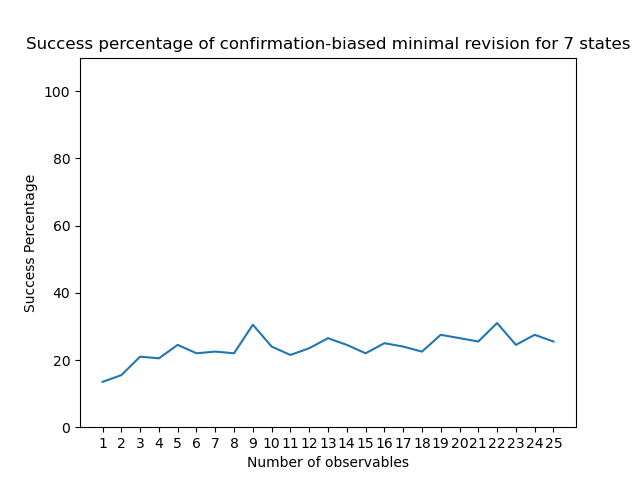 Success percentage of confirmation-biased minimal revision for 7 states
100
80
60
40
20
0
Success Percentage
1 2 3 4 5 6 7 8 9 10 11 12 13 14 15 16 17 18 19 20 21 22 23 24 25
Number of observables